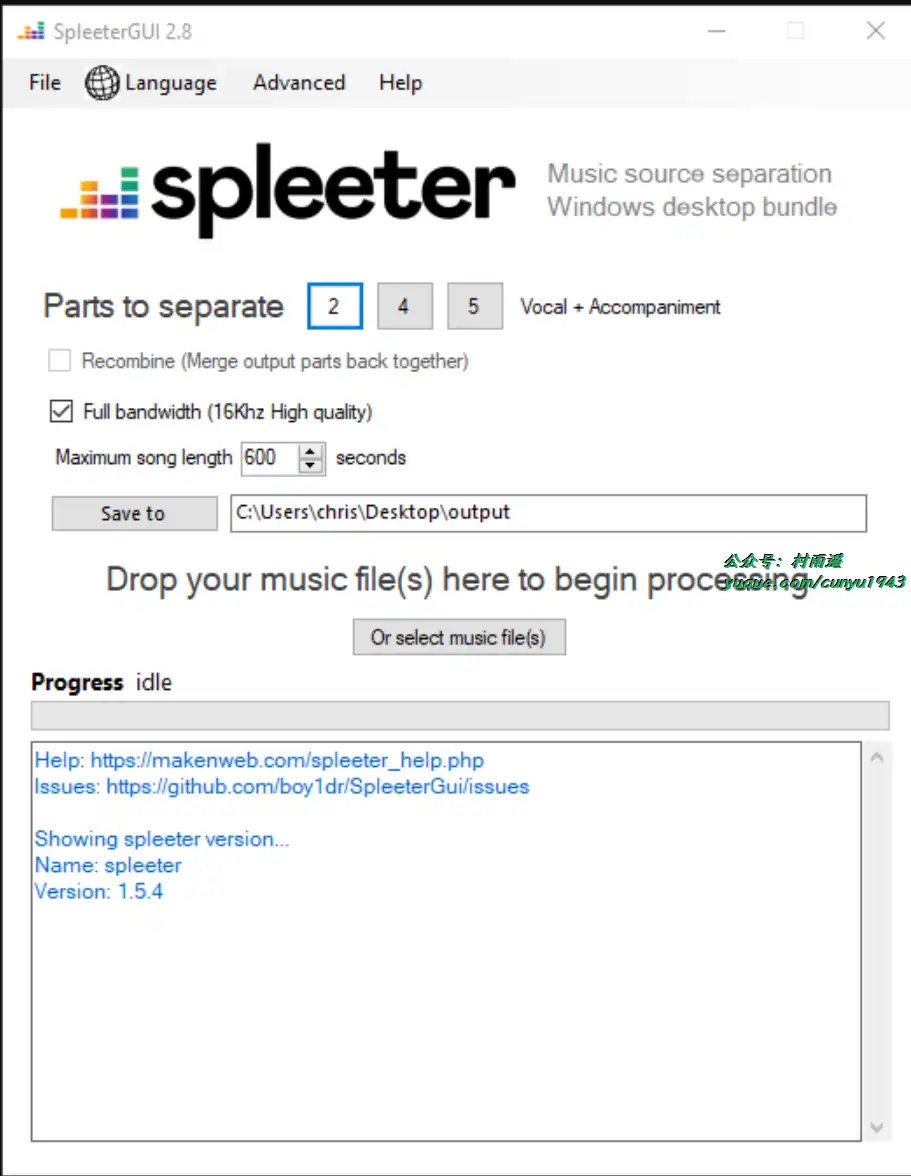 SpleeterGUI 2.8
File Language Advanced Help
spleeter
Music source separation
Windows desktop bundle
Parts to separate 2 4 5 Vocal + Accompaniment
Recombine (Merge output parts back together)
Full bandwidth (16Khz High quality)
Maximum song length 600 seconds
Save to C:\Users\chris\Desktop\output
公众号：村雨遥
Drop your music file(s) here to begin processing
yuque.com/cunyu1943
Or select music file(s)
Progress idle
Help: https://makenweb.com/spleeter_help.php
Issues: https://github.com/boy1dr/SpleeterGui/issues
Showing spleeter version...
Name: spleeter
Version: 1.5.4